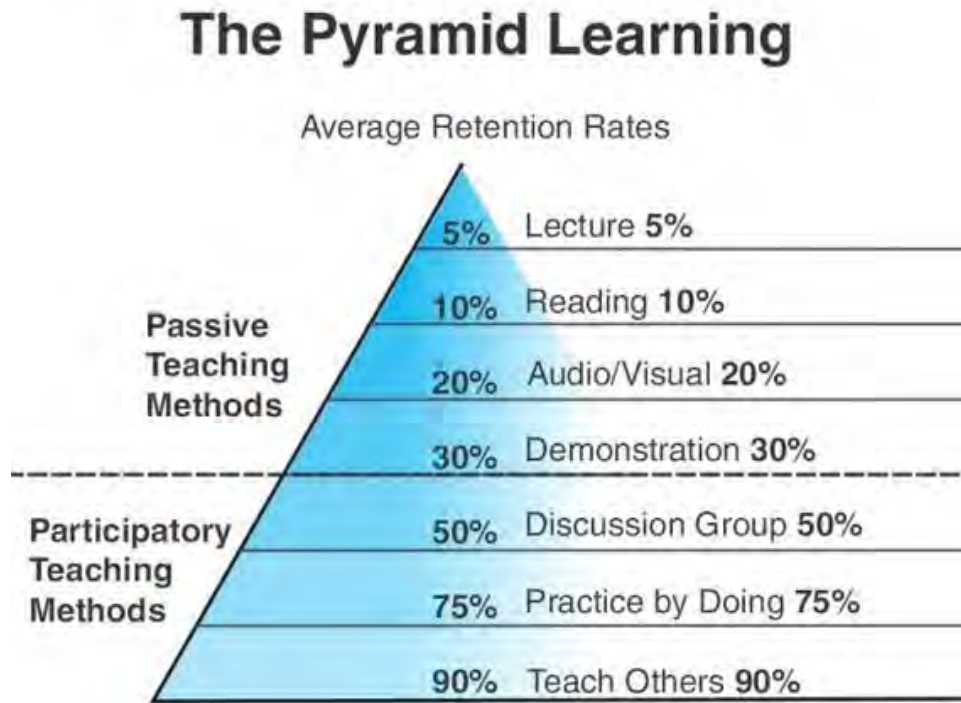 The Pyramid Learning
Average Retention Rates
5% Lecture 5%
10% Reading 10%
Passive
Teaching
Methods
20% Audio/Visual 20%
30% Demonstration 30%
Participatory
Teaching
Methods
50% Discussion Group 50%
75% Practice by Doing 75%
90% Teach Others 90%